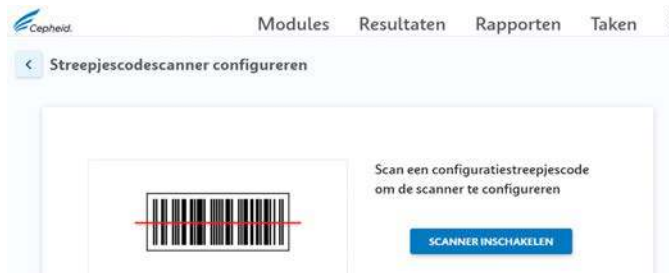 Cepheid.
Modules Resultaten Rapporten Taken
< Streepjescodescanner configureren
Scan een configuratiestreepjescode
om de scanner te configureren
SCANNER INSCHAKELEN